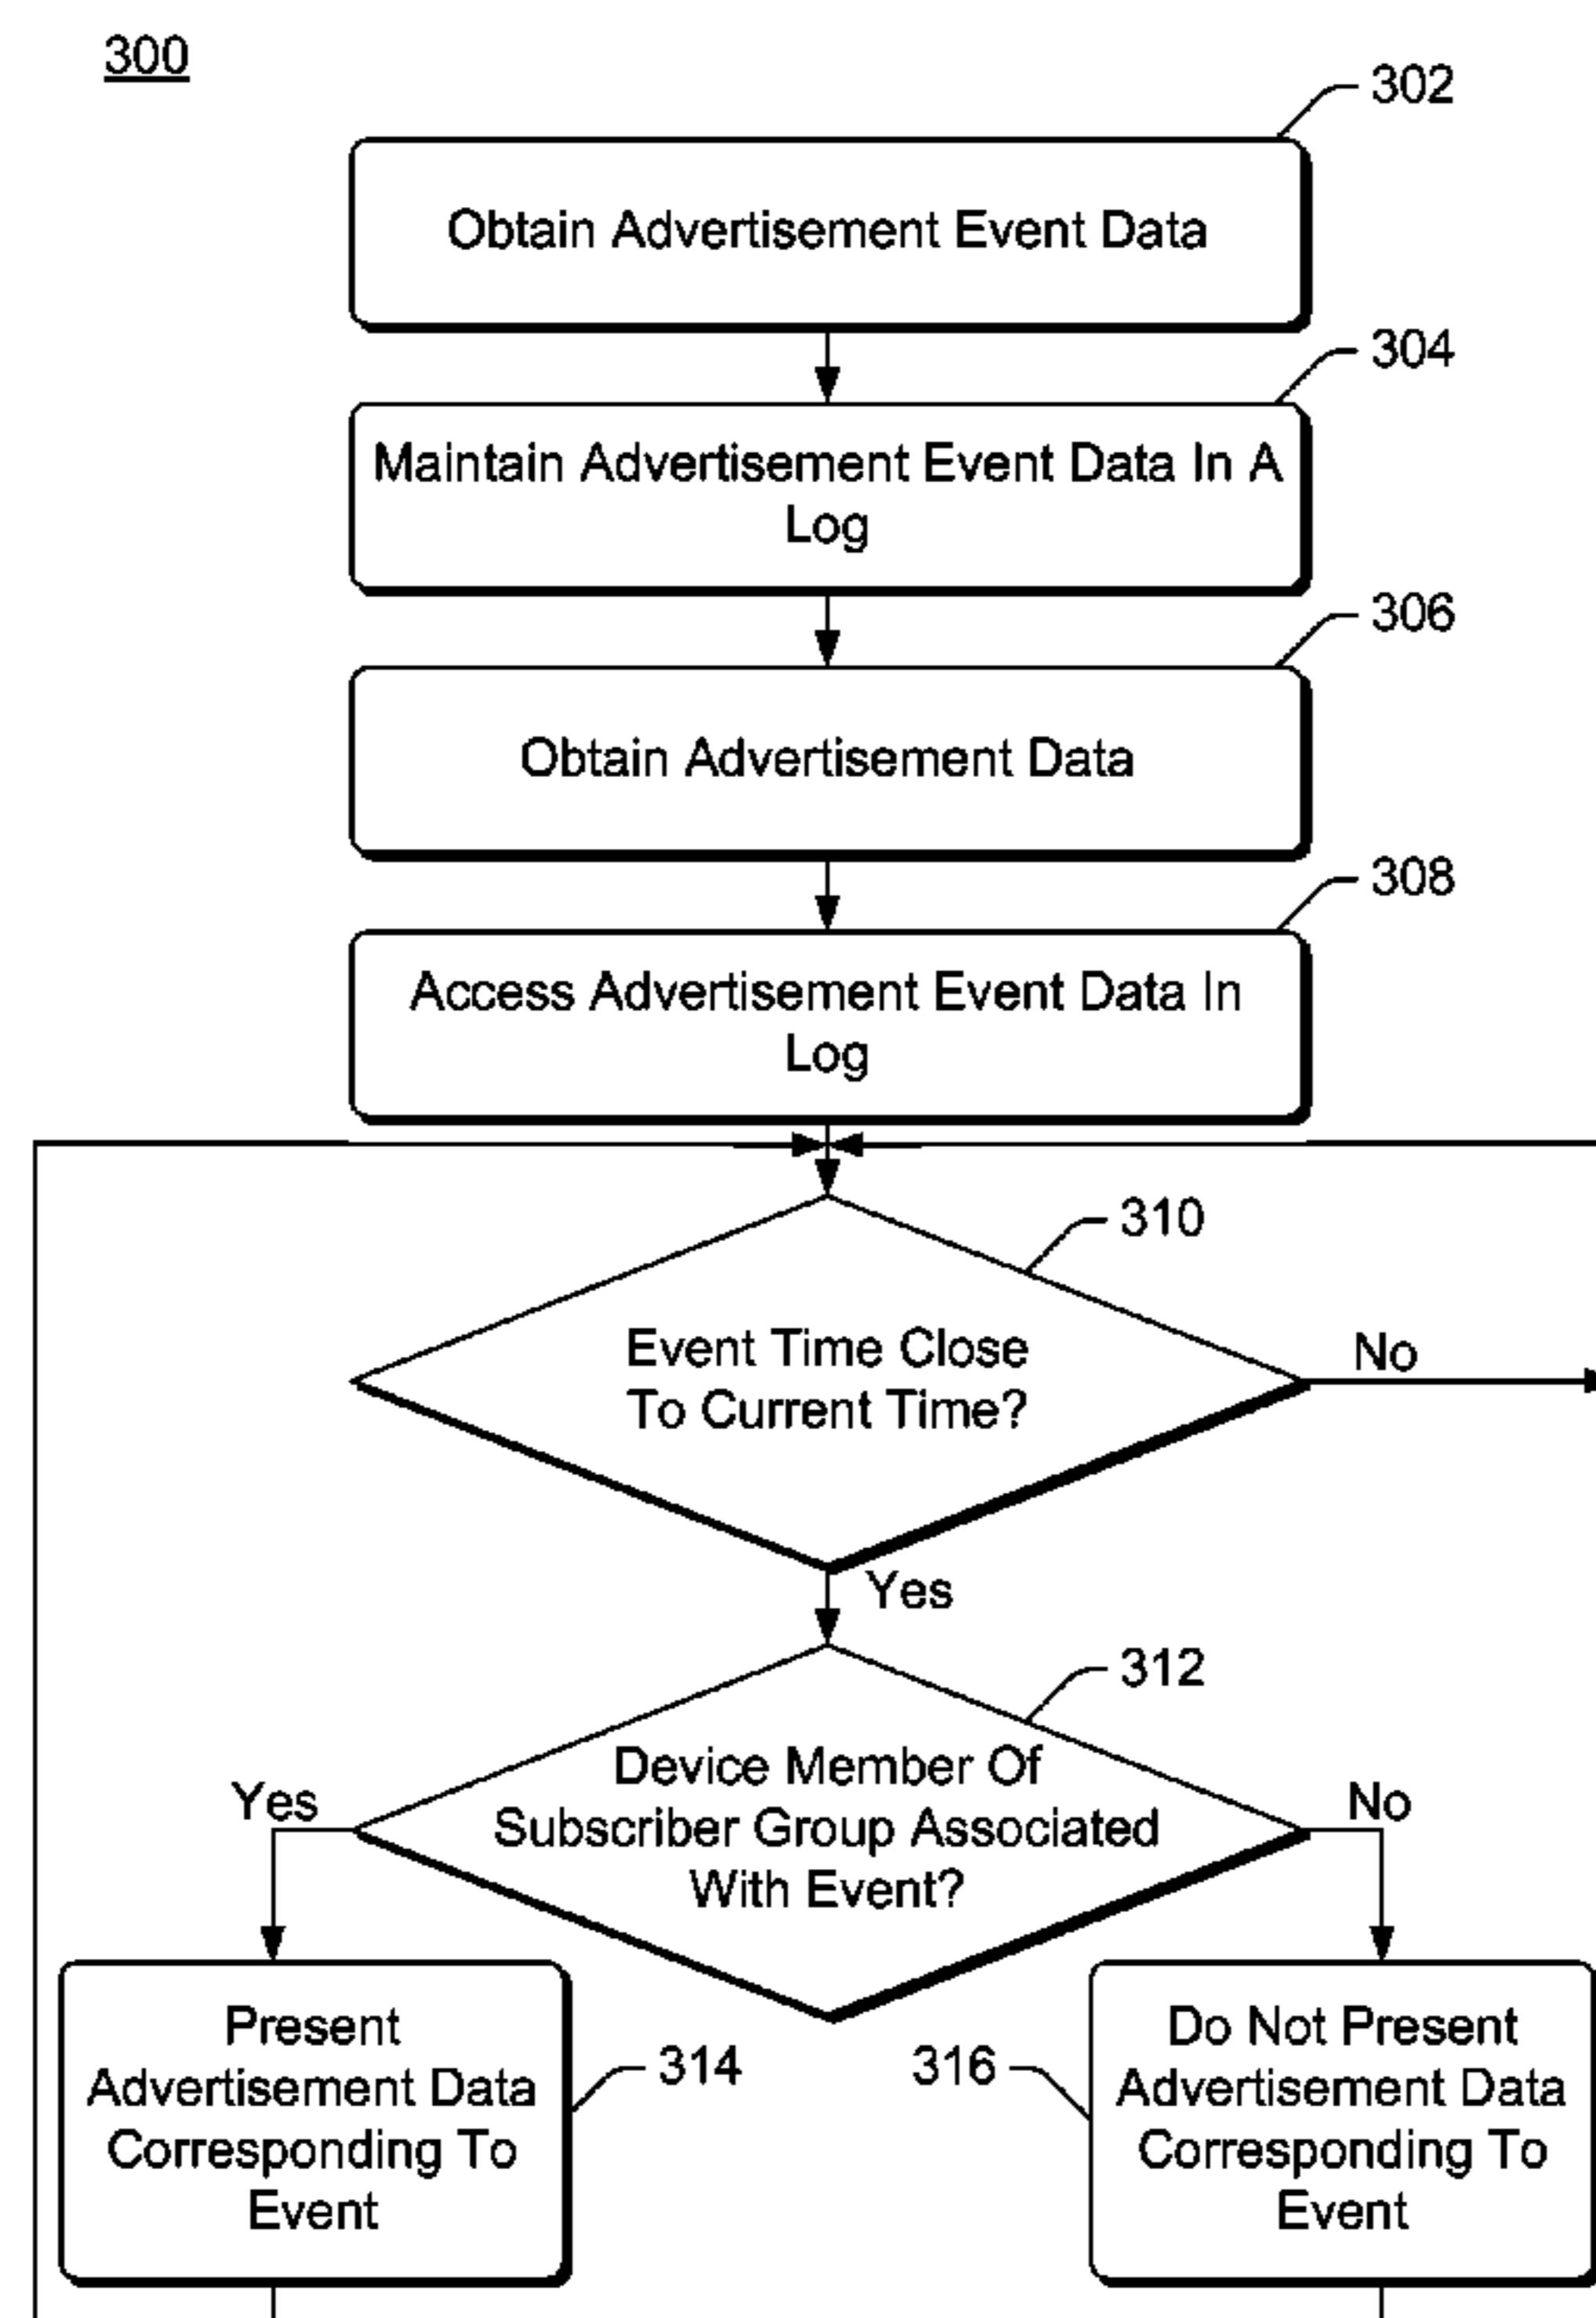 300
302
Obtain Advertisement Event Data
304
Maintain Advertisement Event Data In A
Log
306
Obtain Advertisement Data
308
Access Advertisement Event Data In
Log
310
Event Time Close
To Current Time?
No
Yes
312
Device Member Of
Subscriber Group Associated
With Event?
Yes
No
Present
Advertisement Data
Corresponding To
Event
314
316
Do Not Present
Advertisement Data
Corresponding To
Event